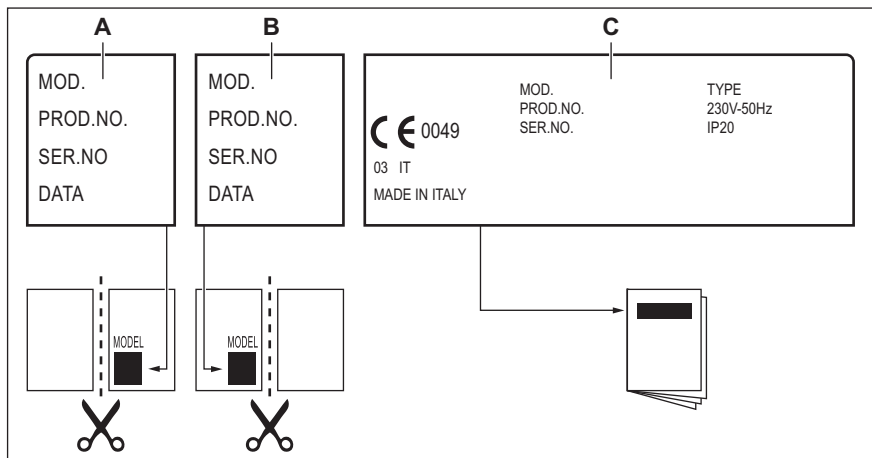 A
B
C
MOD.
PROD.NO.
SER.NO
DATA
MOD.
PROD.NO.
SER.NO
DATA
MOD. TYPE
PROD.NO. 230V-50Hz
SER.NO. IP20
CE 0049
03 IT
MADE IN ITALY
MODEL
MODEL